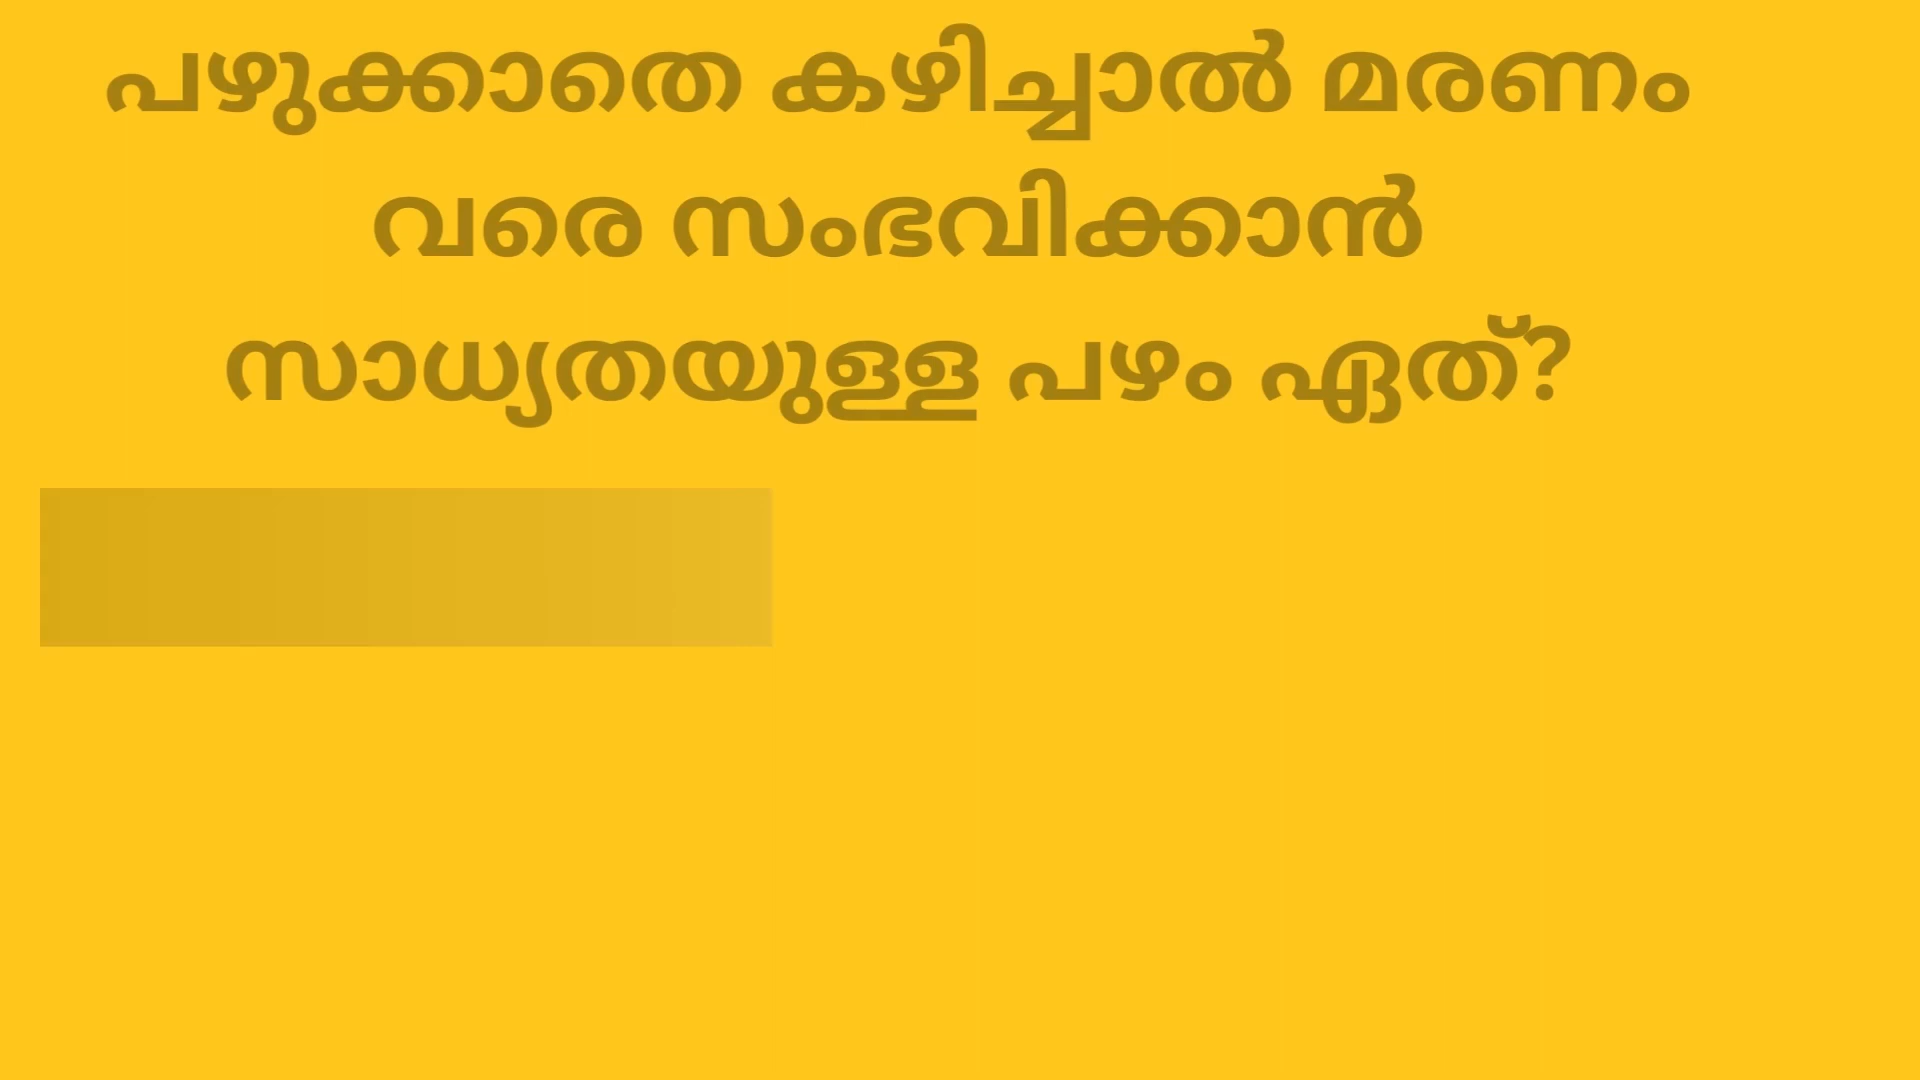 പഴുക്കാതെ കഴിച്ചാൽ മരണം
വരെ സംഭവിക്കാൻ
സാധ്യതയുള്ള പഴം ഏത്?